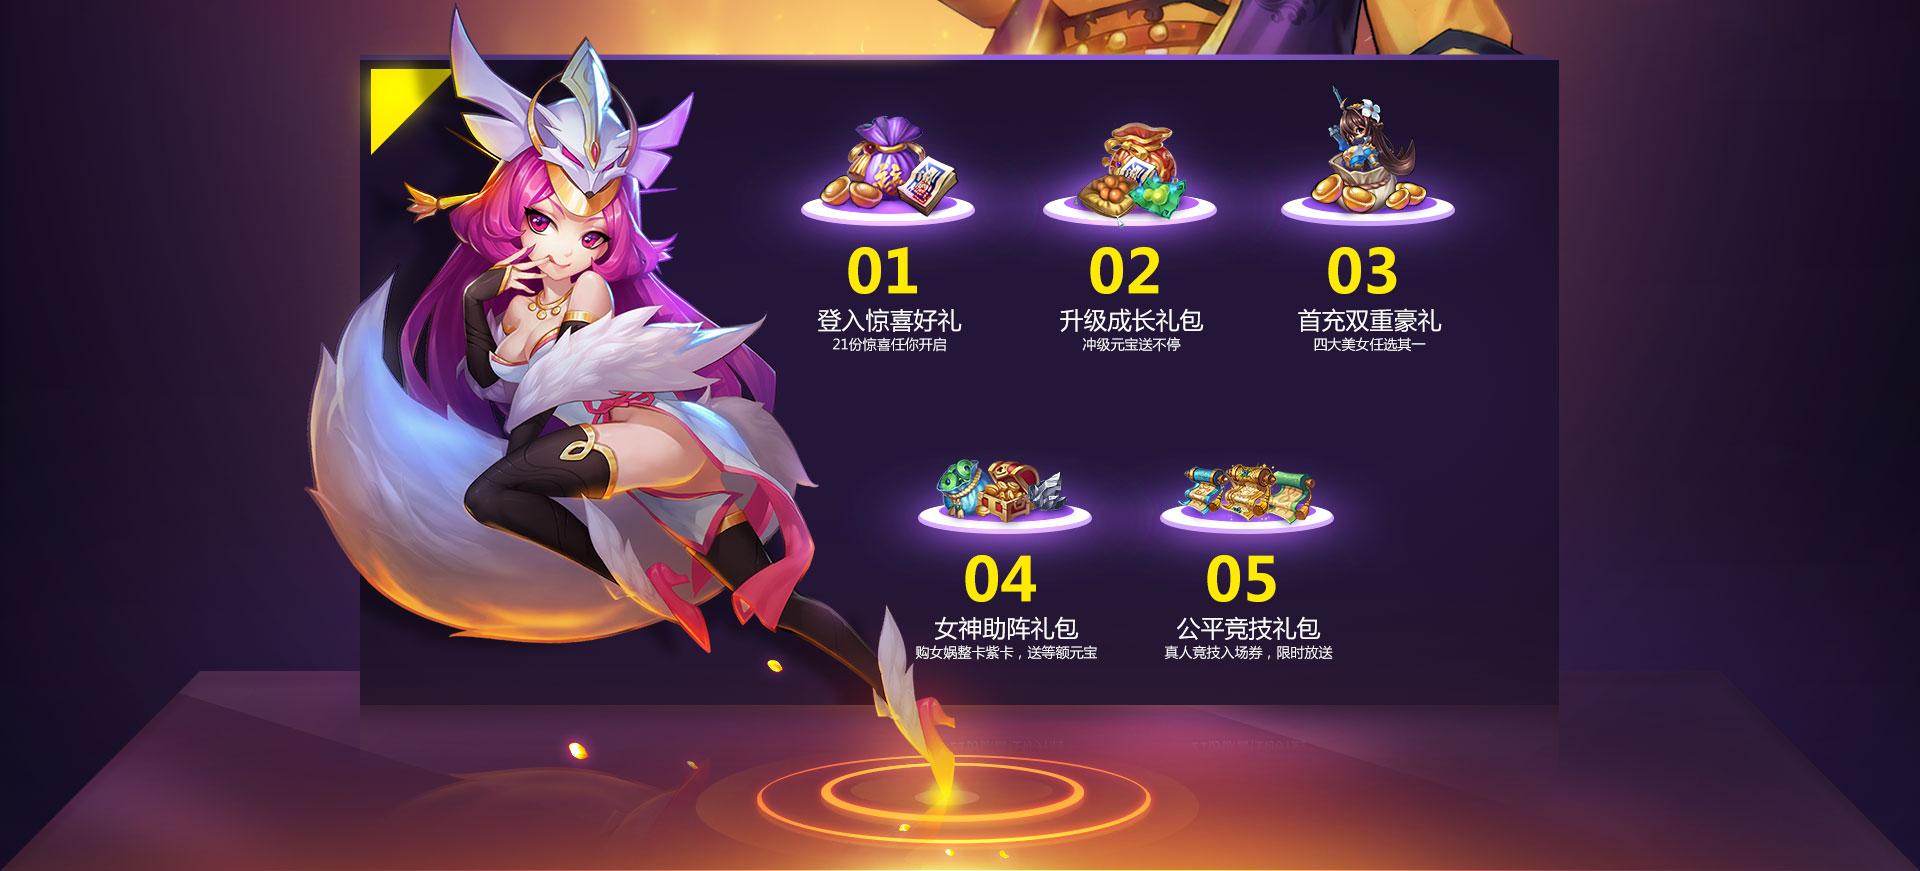 01
登入惊喜好礼
21份惊喜任你开启
02
升级成长礼包
冲级元宝送不停
03
首充双重豪礼
四大美女任选其一
04
女神助阵礼包
购女娲整卡紫卡，送等额元宝
05
公平竞技礼包
真人竞技入场券，限时放送